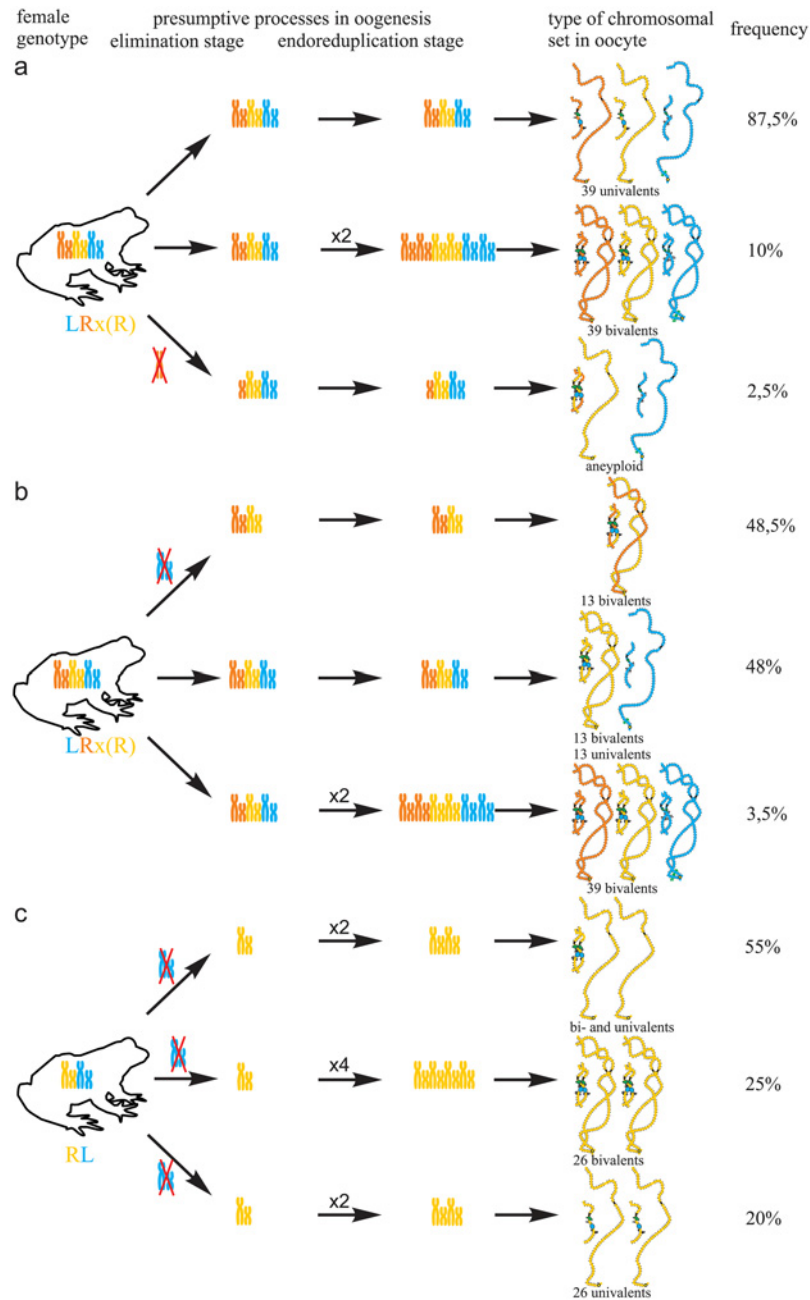 female genotype
presumptive processes in oogenesis
elimination stage
endoreduplication stage
type of chromosomal
set in oocyte
frequency
a
87,5%
39 univalents
x2
10%
LRx(R)
39 bivalents
2,5%
aneyploid
b
48,5%
13 bivalents
48%
LRx(R)
13 bivalents
13 univalents
x2
3,5%
39 bivalents
c
x2
55%
bi- and univalents
x4
25%
RL
26 bivalents
x2
20%
26 univalents